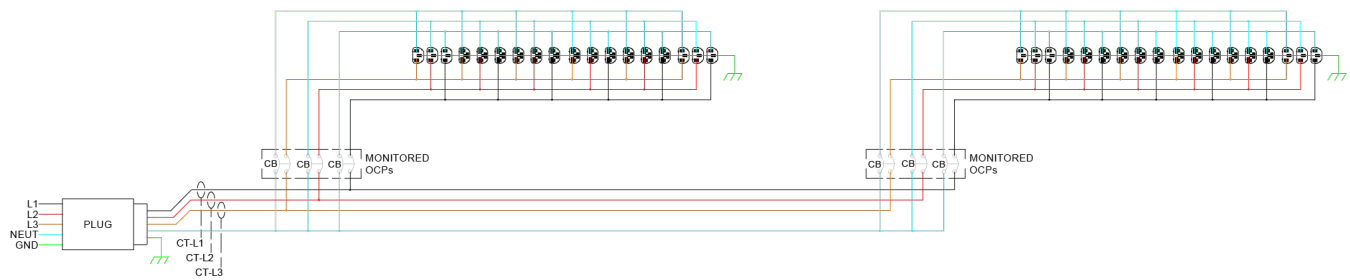 CB
CB
CB
MONITORED
OCPs
CB
CB
CB
MONITORED
OCPs
L1
L2
L3
NEUT
GND
PLUG
CT-L1
CT-L2
CT-L3